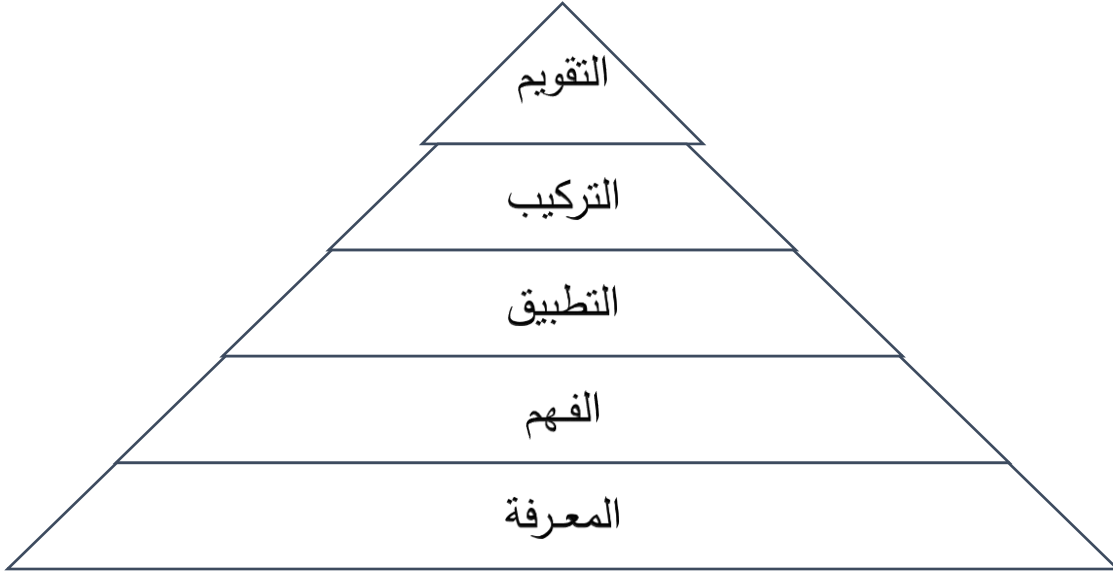 التقويم
التركيب
التطبيق
الفهم
المعرفة